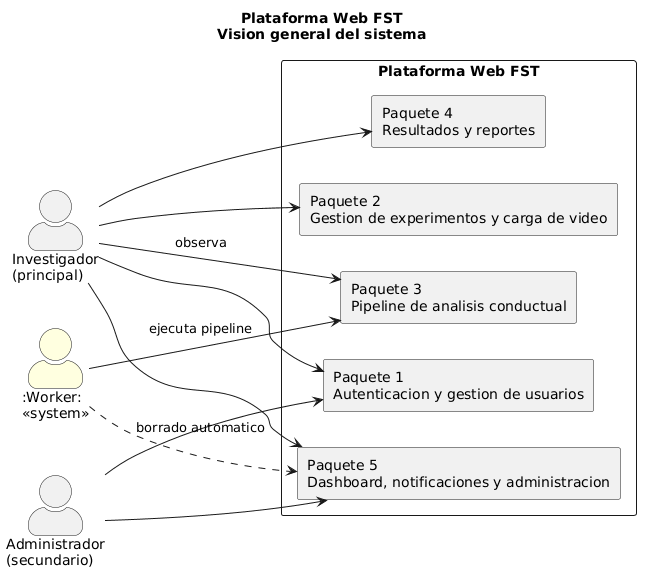 Plataforma Web FST
Vision general del sistema
Plataforma Web FST
Paquete 4
Resultados y reportes
Paquete 2
Gestion de experimentos y carga de video
Investigador
(principal)
observa
Paquete 3
Pipeline de analisis conductual
ejecuta pipeline
Paquete 1
Autenticacion y gestion de usuarios
:Worker:
«system»
borrado automatico
Paquete 5
Dashboard, notificaciones y administracion
Administrador
(secundario)